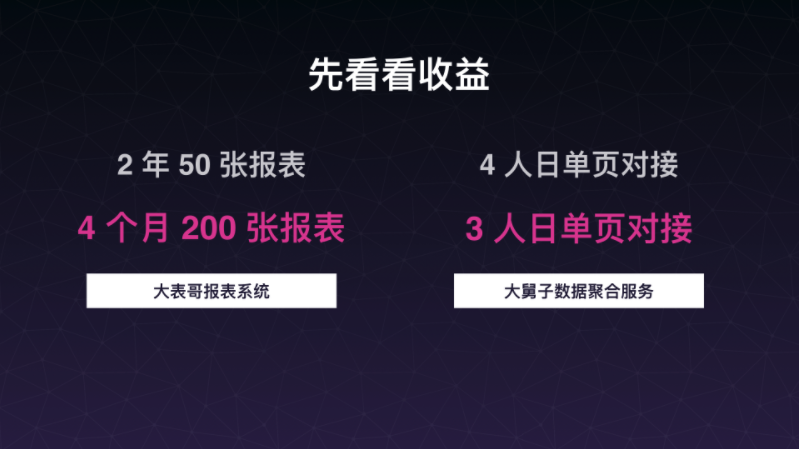 先看看收益
2 年 50 张报表
4 个月 200 张报表
大表哥报表系统
4 人日单页对接
3 人日单页对接
大舅子数据聚合服务